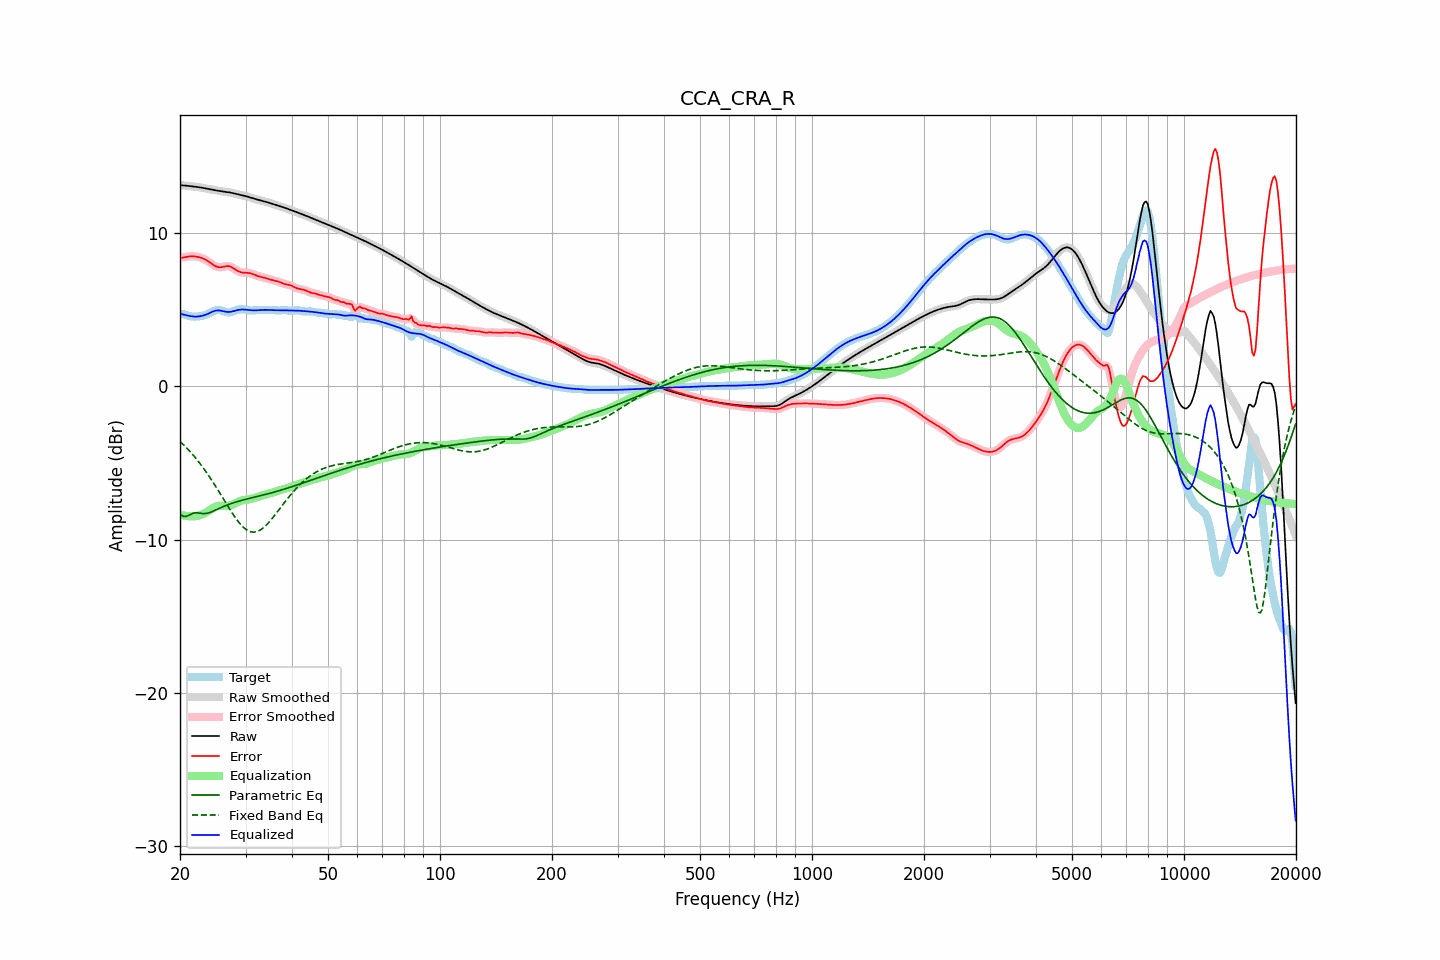 CCA_CRA_R
Amplitude (dBr)
10
0
−10
−20
−30
Target
Raw Smoothed
Error Smoothed
Raw
Error
Equalization
Parametric Eq
Fixed Band Eq
Equalized
20 50 100 200 500 1000 2000 5000 10000 20000
Frequency (Hz)